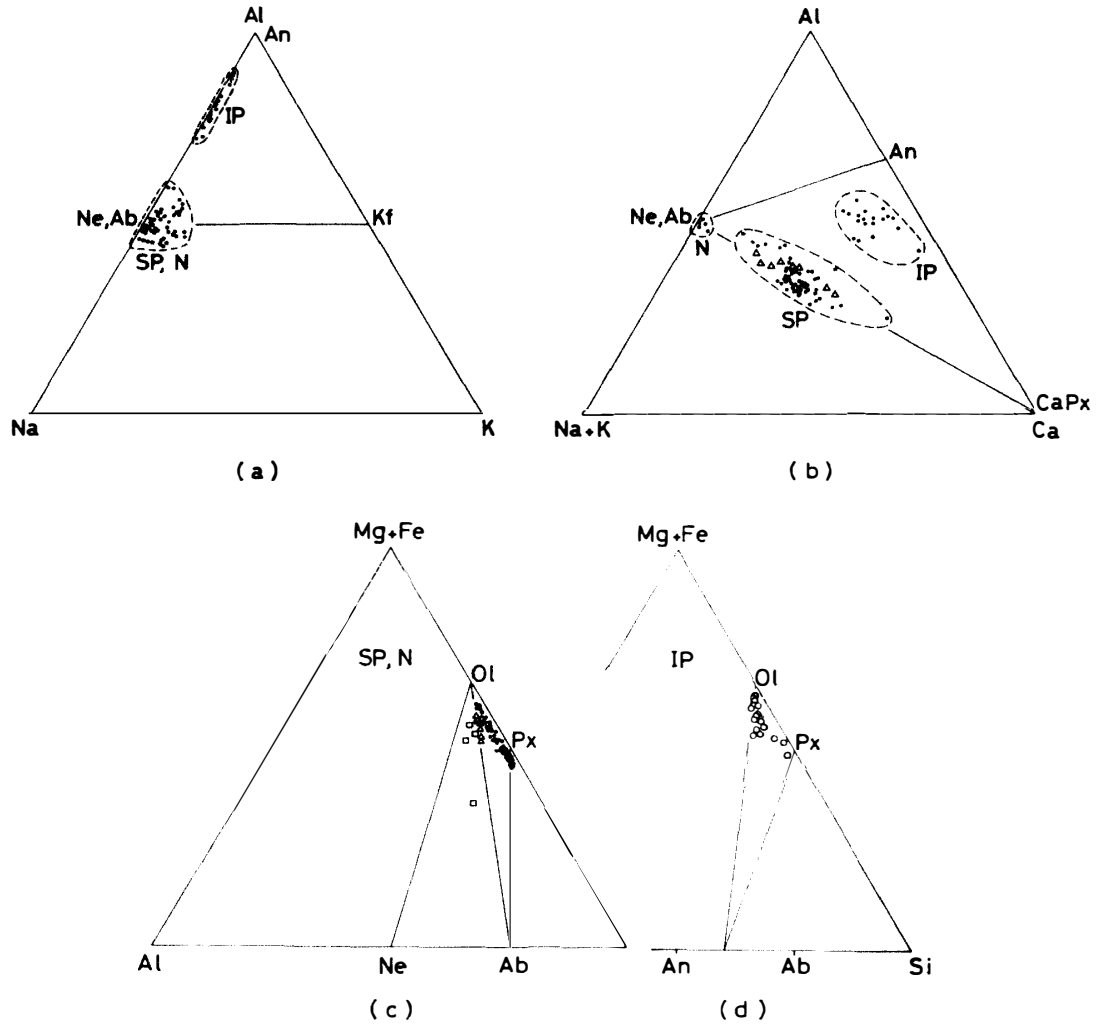 Al
An
IP
Ne,Ab
Kf
SP, N
Na
K
(a)
Al
An
Ne,Ab
N
IP
SP
CaPx
Na+K
Ca
(b)
Mg+Fe
SP, N
Ol
Px
Al
Ne
Ab
(c)
Mg+Fe
IP
Ol
Px
An
Ab
Si
(d)